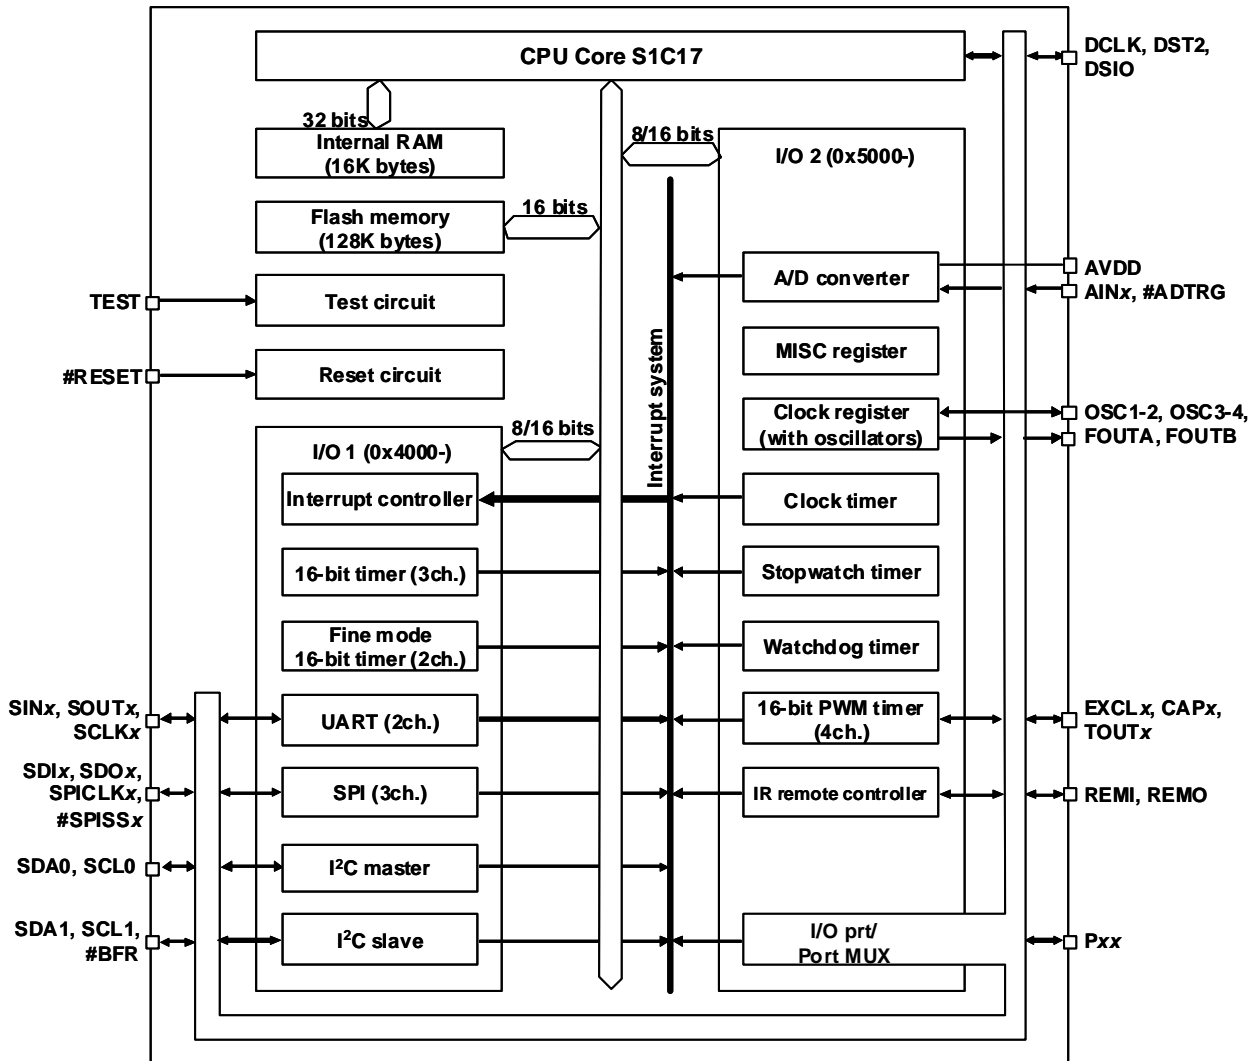 CPU Core S1C17
DCLK, DST2,
DSIO
32 bits
Internal RAM
(16K bytes)
8/16 bits
I/O 2 (0x5000-)
Flash memory
(128K bytes)
16 bits
A/D converter
AVDD
AINx, #ADTRG
TEST
Test circuit
MISC register
#RESET
Reset circuit
Interrupt system
Clock register
(with oscillators)
OSC1-2, OSC3-4,
FOUTA, FOUTB
8/16 bits
I/O 1 (0x4000-)
Interrupt controller
Clock timer
16-bit timer (3ch.)
Stopwatch timer
Fine mode
16-bit timer (2ch.)
Watchdog timer
SINx, SOUTx,
SCLKx
UART (2ch.)
16-bit PWM timer
(4ch.)
EXCLx, CAPx,
TOUTx
SDIx, SDOx,
SPICLKx,
#SPISSx
SPI (3ch.)
IR remote controller
REMI, REMO
SDA0, SCL0
I²C master
SDA1, SCL1,
#BFR
I²C slave
I/O prt/
Port MUX
Pxx